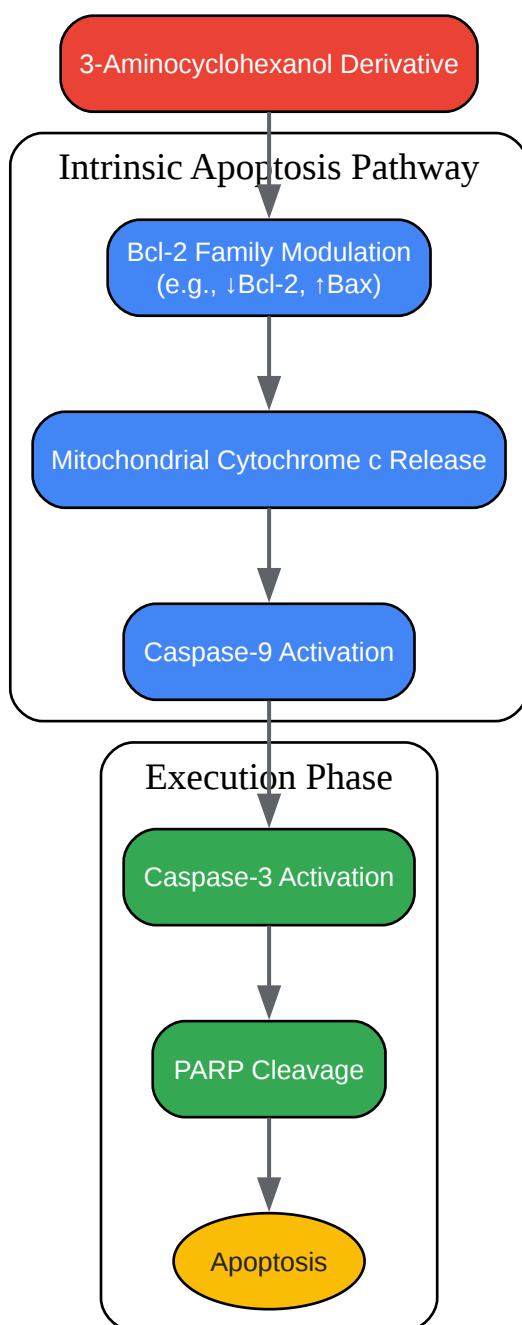 3-Aminocyclohexanol Derivative
Intrinsic Apoptosis Pathway
Bcl-2 Family Modulation
(e.g., ↓Bcl-2, ↑Bax)
Mitochondrial Cytochrome c Release
Caspase-9 Activation
Execution Phase
Caspase-3 Activation
PARP Cleavage
Apoptosis